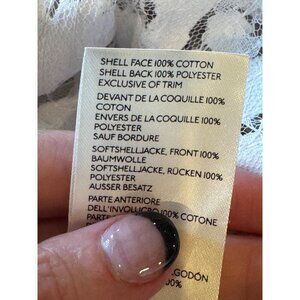 SHELL FACE 100% COTTON
SHELL BACK 100% POLYESTER
EXCLUSIVE OF TRIM
DEVANT DE LA COQUILLE 100%
COTON
ENVERS DE LA COQUILLE 100%
POLYESTER
SAUF BORDURE
SOFTSHELLJACKE, FRONT 100%
BAUMWOLLE
SOFTSHELLJACKE, RÜCKEN 100%
POLYESTER
AUSSER BESATZ
PARTE ANTERIORE
DELL'INVOLUCRO 100% COTONE